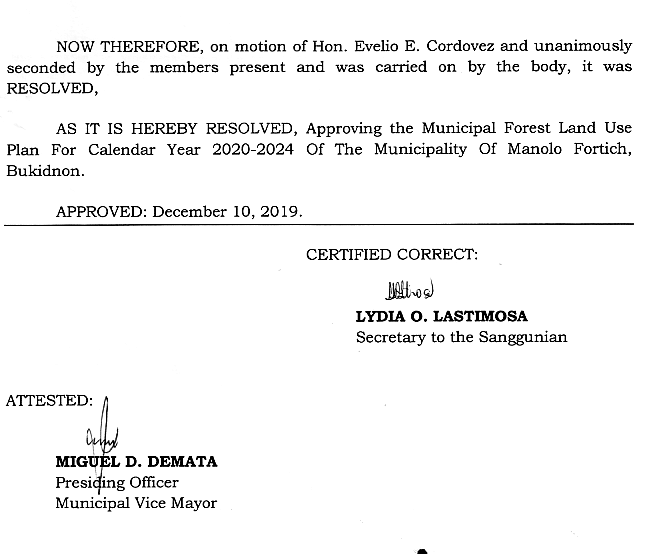 NOW THEREFORE, on motion of Hon. Evelio E. Cordovez and unanimously
seconded by the members present and was carried on by the body, it was
RESOLVED,
AS IT IS HEREBY RESOLVED, Approving the Municipal Forest Land Use
Plan For Calendar Year 2020-2024 Of The Municipality Of Manolo Fortich,
Bukidnon.
APPROVED: December 10, 2019.
CERTIFIED CORRECT:
LYDIA O. LASTIMOSA
Secretary to the Sanggunian
ATTESTED:
MIGUEL D. DEMATA
Presiding Officer
Municipal Vice Mayor